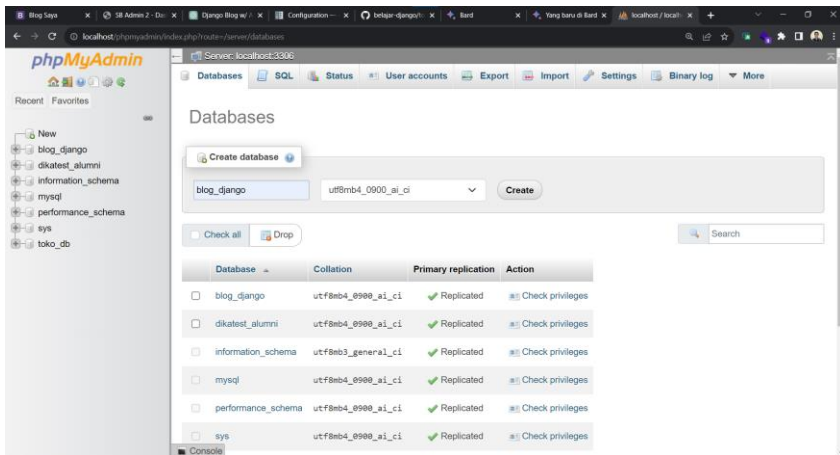 Blog Saya
SB Admin 2 - Das
Django Blog w/
Configuration —
belajar-django/
Bard
Yang baru di Bard
localhost / localh
localhost/phpmyadmin/index.php?route=/server/databases
phpMyAdmin
Recent Favorites
New
blog_django
dikatest_alumni
information_schema
mysql
performance_schema
sys
toko_db
Server: localhost:3306
Databases SQL Status User accounts Export Import Settings Binary log More
Databases
Create database
blog_django utf8mb4_0900_ai_ci Create
Check all Drop Search
Database Collation Primary replication Action
blog_django utf8mb4_0900_ai_ci Replicated Check privileges
dikatest_alumni utf8mb4_0900_ai_ci Replicated Check privileges
information_schema utf8mb3_general_ci Replicated Check privileges
mysql utf8mb4_0900_ai_ci Replicated Check privileges
performance_schema utf8mb4_0900_ai_ci Replicated Check privileges
sys utf8mb4_0900_ai_ci Replicated Check privileges
Console